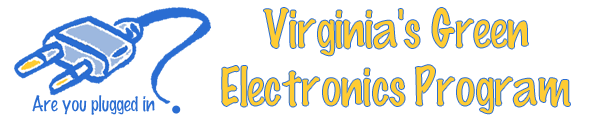 Virginia's Green
Electronics Program
Are you plugged in ?